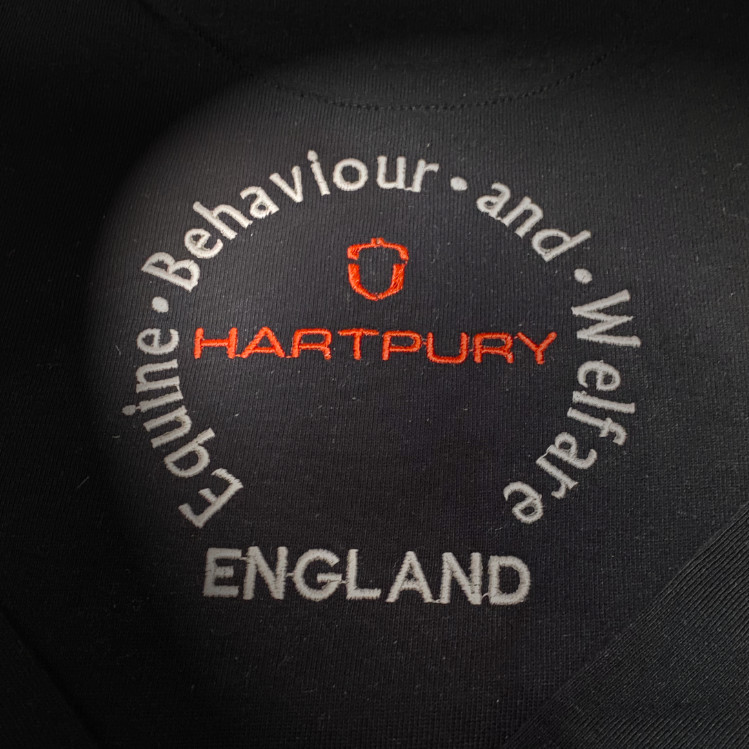 Equine • Behaviour • and • Welfare
HARTPURY
ENGLAND